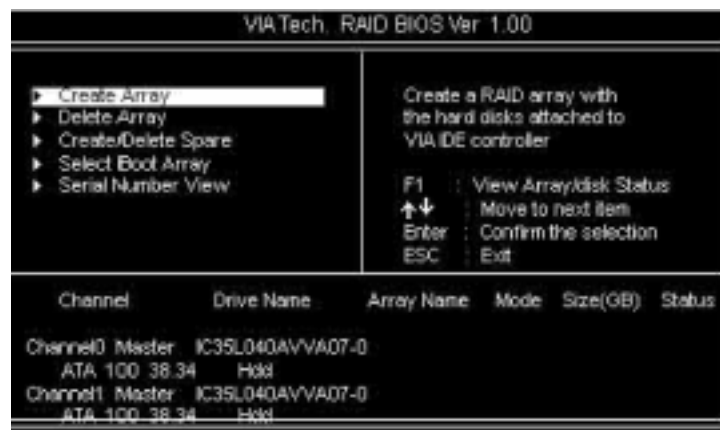 VIA Tech. RAID BIOS Ver 1.00
Create Array
Delete Array
Create/Delete Spare
Select Boot Array
Serial Number View
Create a RAID array with
the hard disks attached to
VIA IDE controller
F1 : View Array/disk Status
↑↓ : Move to next item
Enter : Confirm the selection
ESC : Exit
Channel Drive Name Array Name Mode Size(GB) Status
Channel0 Master IC35L040AVVA07-0
ATA 100 38.34 Hdd
Channel1 Master IC35L040AVVA07-0
ATA 100 38.34 Hdd